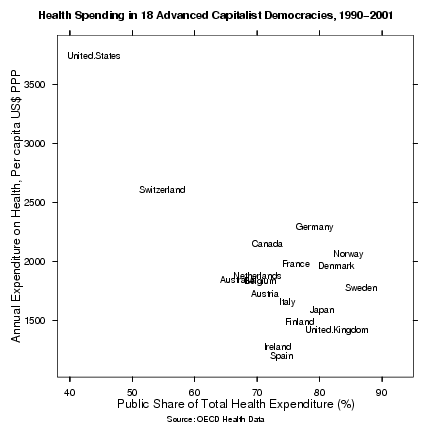 Health Spending in 18 Advanced Capitalist Democracies, 1990−2001
Annual Expenditure on Health, Per capita US$ PPP
3500
3000
2500
2000
1500
United.States
Switzerland
Germany
Canada
Norway
France
Denmark
Netherlands
Australia
Belgium
Sweden
Austria
Italy
Japan
Finland
United.Kingdom
Ireland
Spain
40 50 60 70 80 90
Public Share of Total Health Expenditure (%)
Source: OECD Health Data